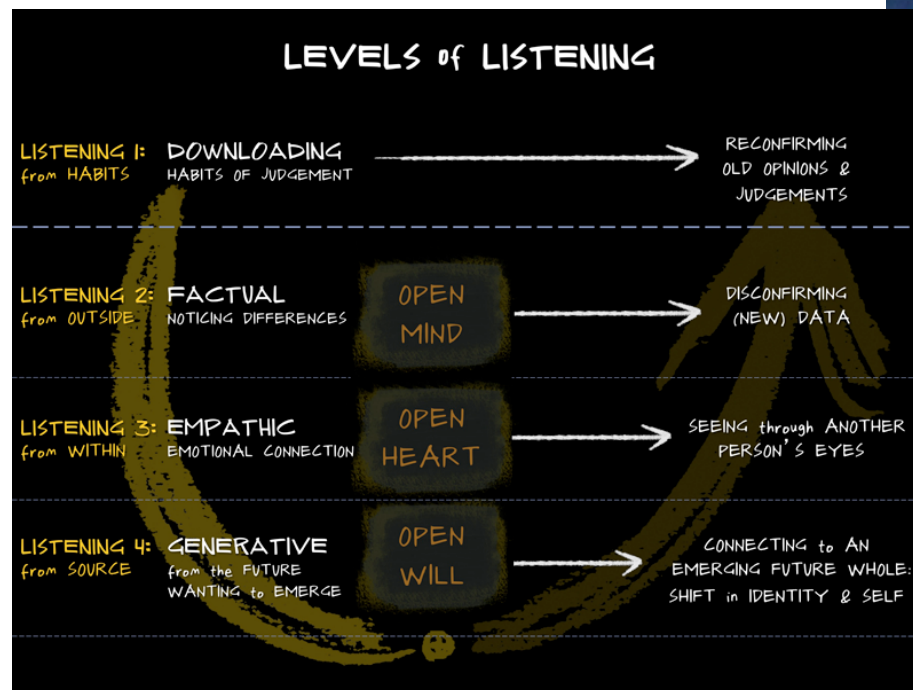 LEVELS of LISTENING
LISTENING 1: DOWNLOADING
from HABITS HABITS OF JUDGEMENT
RECONFIRMING
OLD OPINIONS &
JUDGEMENTS
LISTENING 2: FACTUAL
from OUTSIDE NOTICING DIFFERENCES
OPEN
MIND
DISCONFIRMING
(NEW) DATA
LISTENING 3: EMPATHIC
from WITHIN EMOTIONAL CONNECTION
OPEN
HEART
SEEING through ANOTHER
PERSON'S EYES
LISTENING 4: GENERATIVE
from SOURCE from the FUTURE
WANTING to EMERGE
OPEN
WILL
CONNECTING to AN
EMERGING FUTURE WHOLE:
SHIFT in IDENTITY & SELF